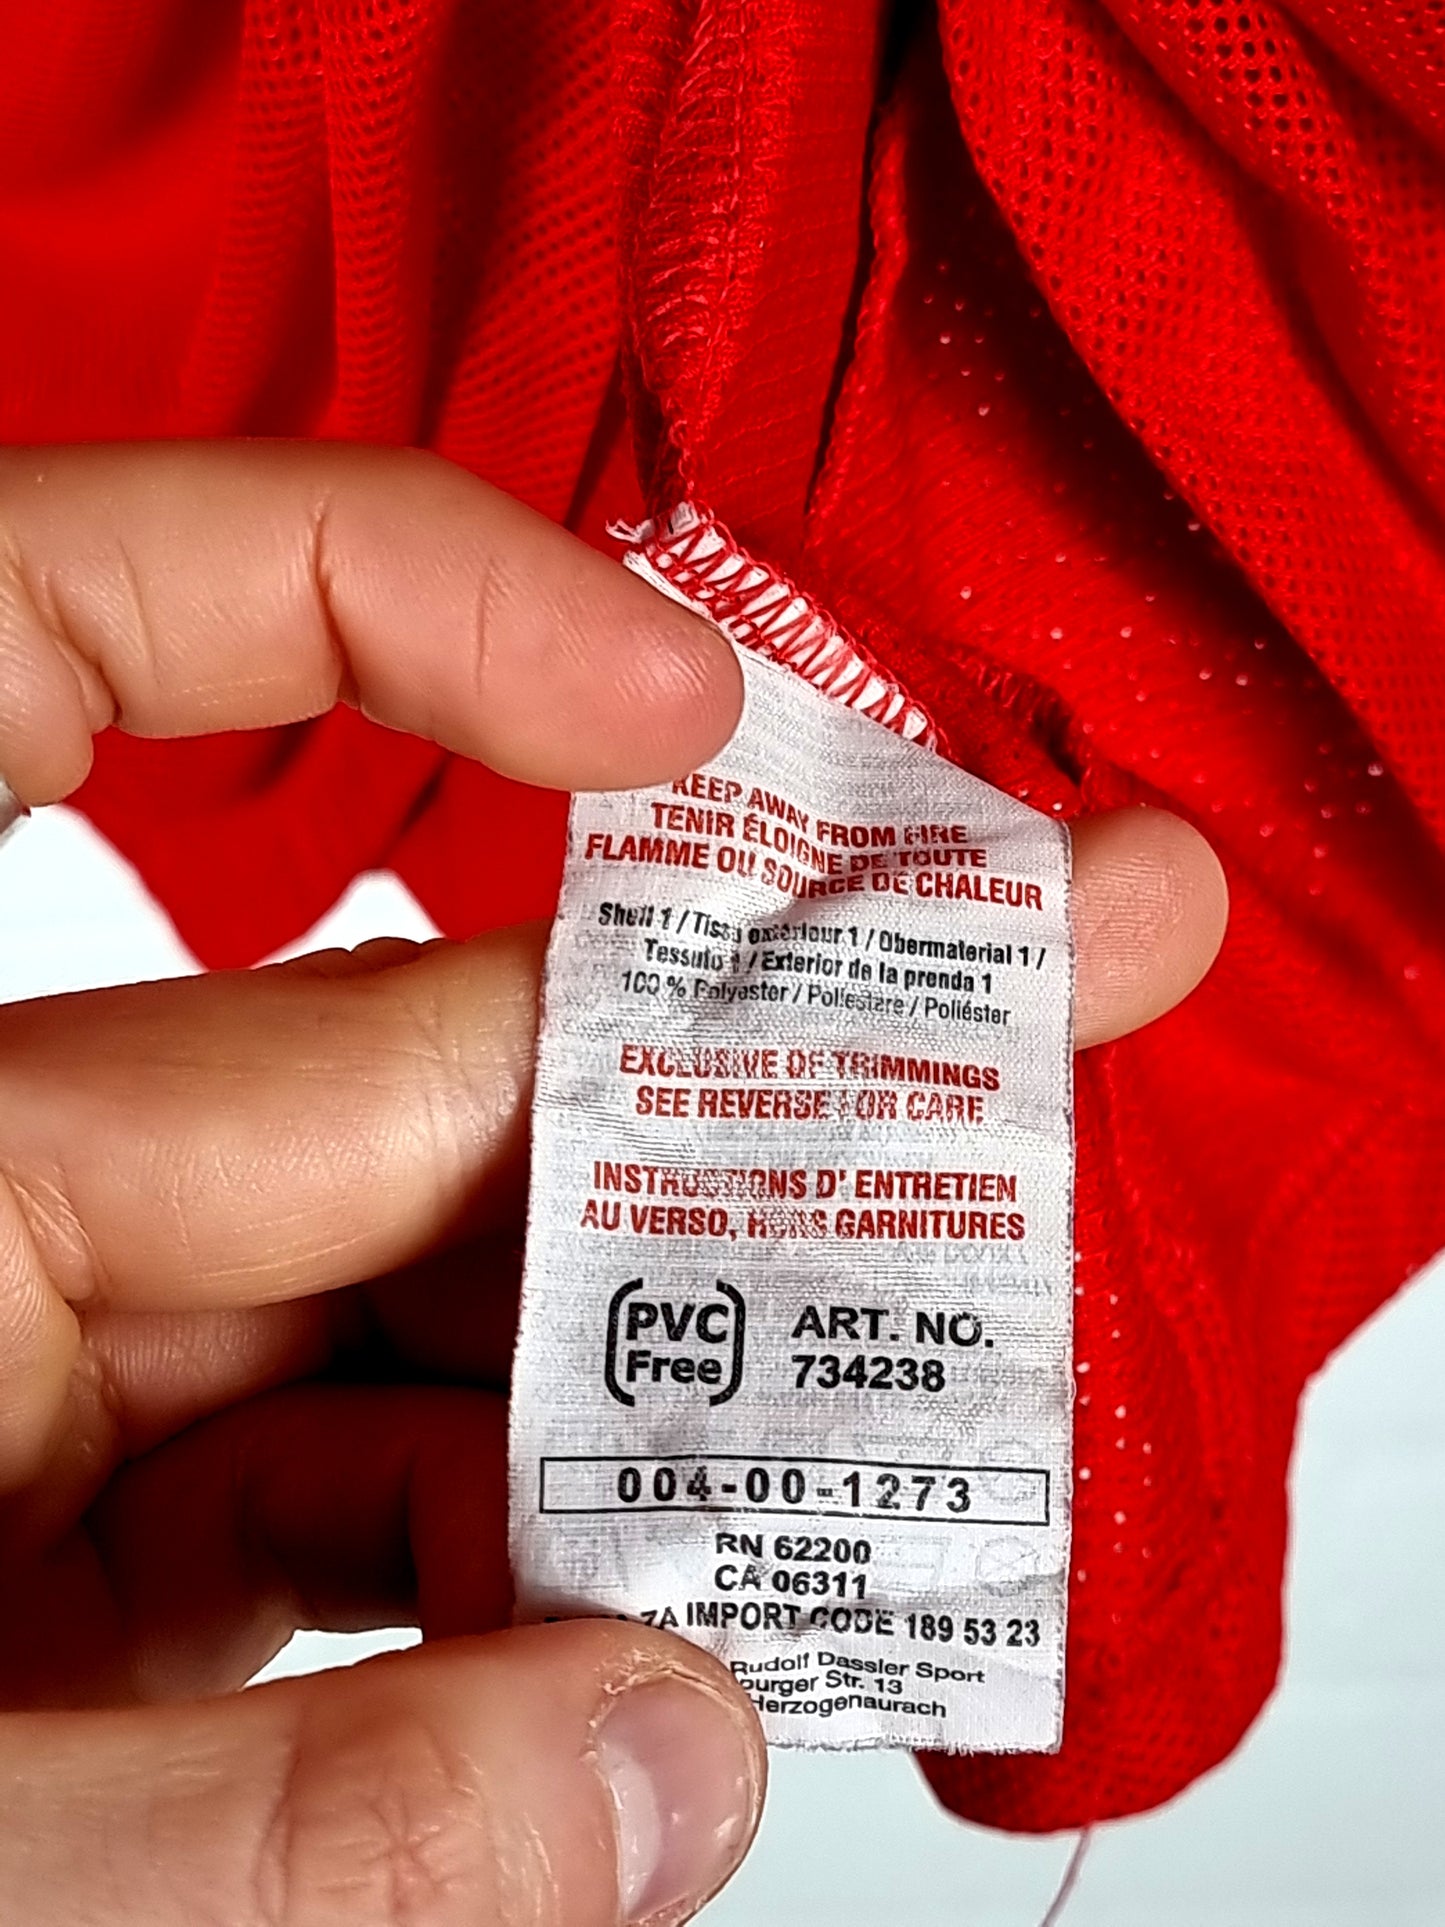 KEEP AWAY FROM FIRE
TENIR ÉLOIGNE DE TOUTE
FLAMME OU SOURCE DE CHALEUR
Shell 1 / Tissu extérieur 1 / Obermaterial 1 /
Tessuto 1 / Exterior de la prenda 1
100 % Polyester / Poliestere / Poliéster
EXCLUSIVE OF TRIMMINGS
SEE REVERSE FOR CARE
INSTRUCTIONS D' ENTRETIEN
AU VERSO, HORS GARNITURES
(PVC
Free)
ART. NO.
734238
004-00-1273
RN 62200
CA 06311
ZA IMPORT CODE 189 53 23
Rudolf Dassler Sport
burger Str. 13
Herzogenaurach